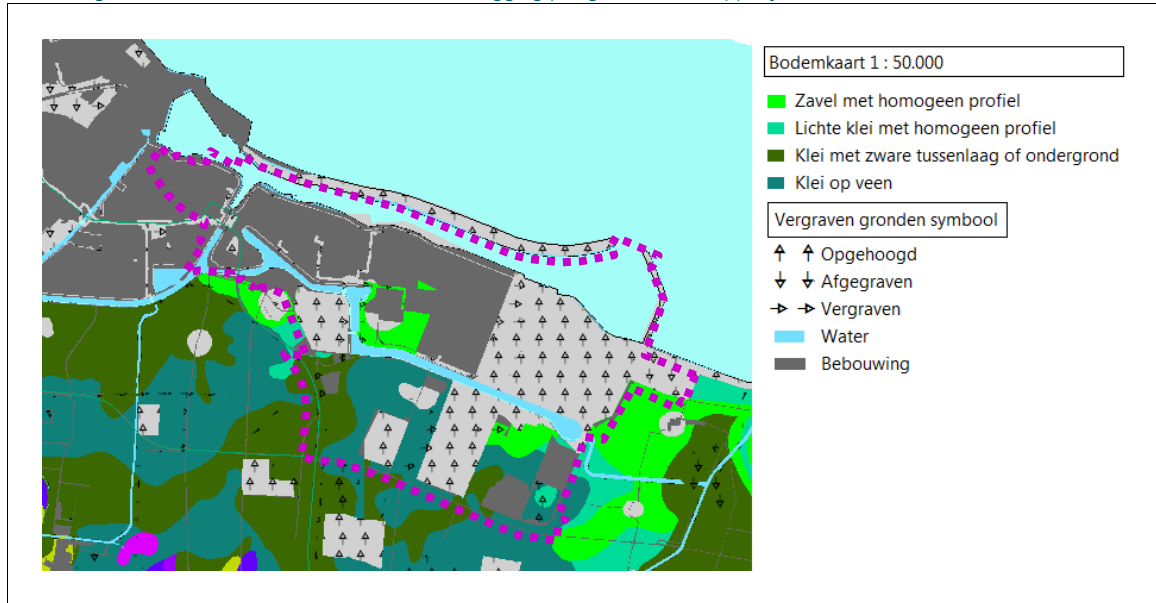 Bodemkaart 1 : 50.000
Zavel met homogeen profiel
Lichte klei met homogeen profiel
Klei met zware tussenlaag of ondergrond
Klei op veen
Vergraven gronden symbool
Opgehoogd
Afgegraven
Vergraven
Water
Bebouwing